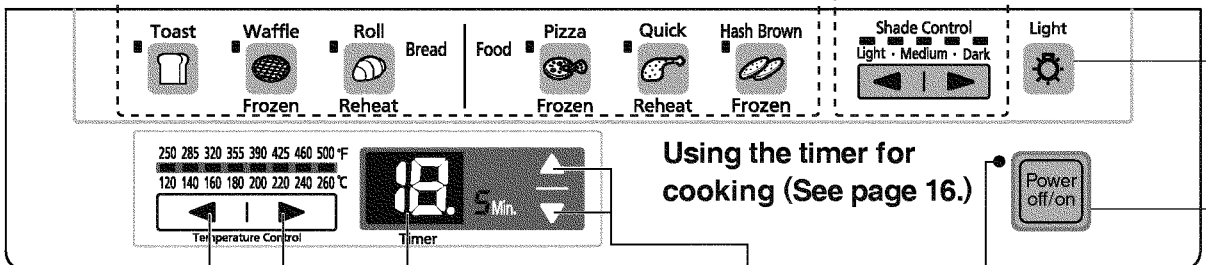 Toast Waffle Roll Bread Food Pizza Quick Hash Brown Shade Control Light
Light · Medium · Dark
Frozen Reheat Frozen Reheat Frozen
250 285 320 355 390 425 460 500 °F
120 140 160 180 200 220 240 260 °C
Temperature Control
18.
5 Min.
Timer
Using the timer for
cooking (See page 16.)
Power
off/on